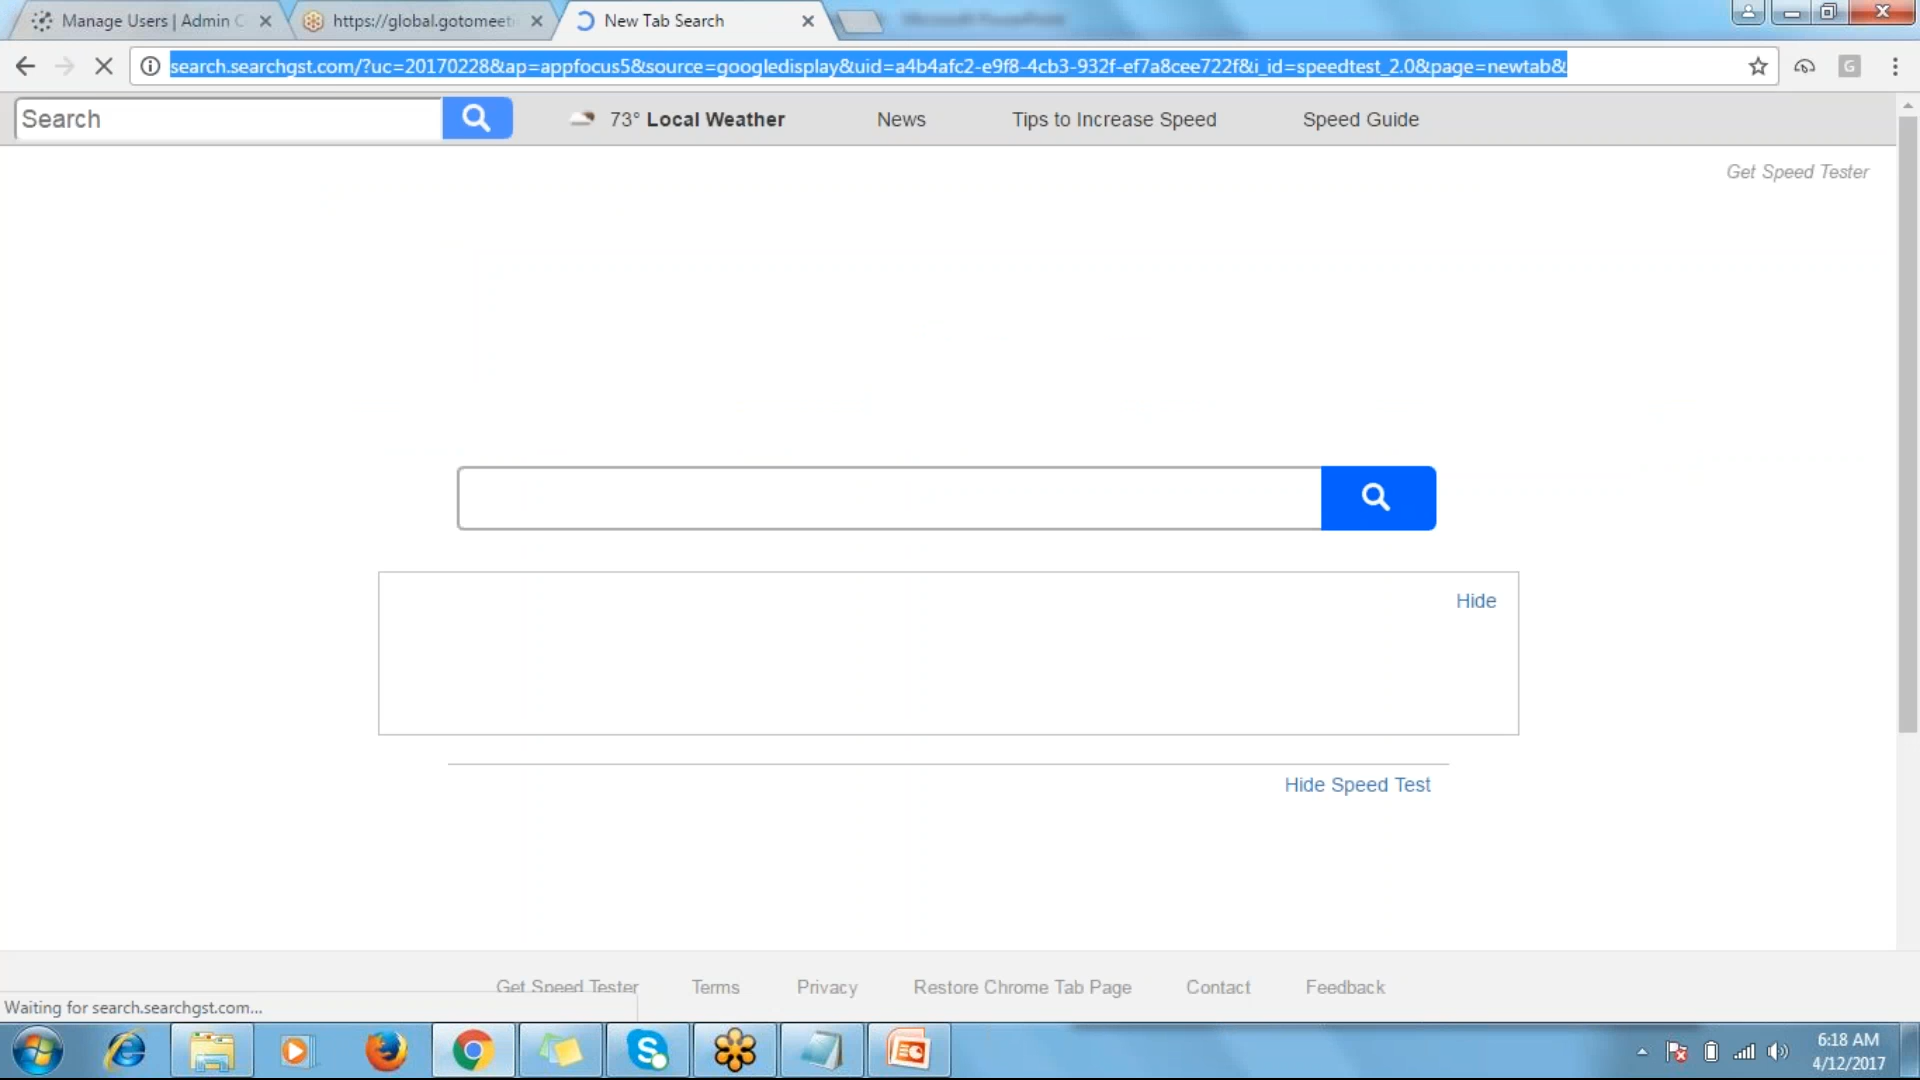 Manage Users | Admin C
https://global.gotomeeti
New Tab Search
search.searchgst.com/?uc=20170228&ap=appfocus5&source=googledisplay&uid=a4b4afc2-e9f8-4cb3-932f-ef7a8cee722f&i_id=speedtest_2.0&page=newtab&
G
Search
73° Local Weather
News
Tips to Increase Speed
Speed Guide
Get Speed Tester
Hide
Hide Speed Test
Get Speed Tester
Terms
Privacy
Restore Chrome Tab Page
Contact
Feedback
Waiting for search.searchgst.com...
6:18 AM
4/12/2017